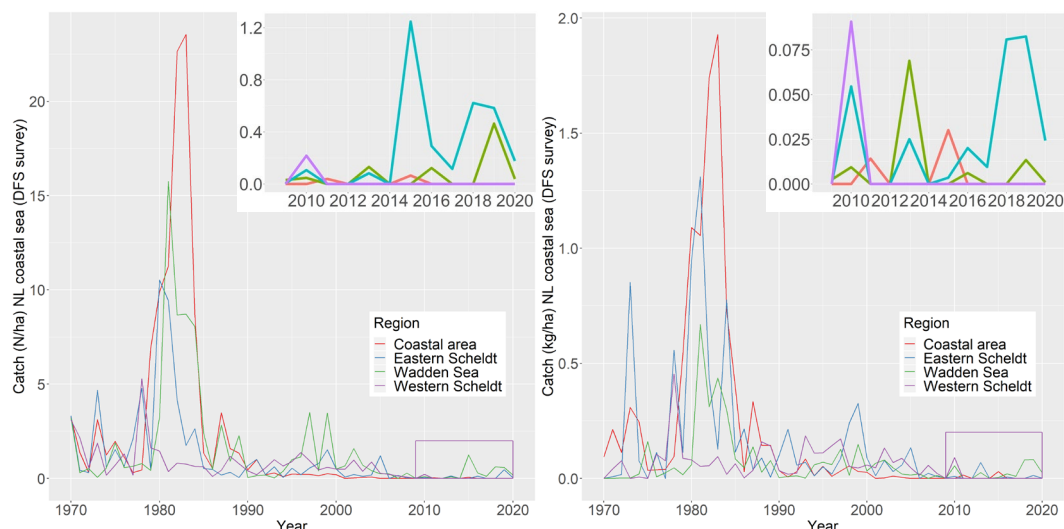 Catch (N/ha) NL coastal sea (DFS survey)
20
15
10
5
0
1970
1980
1990
2000
2010
2020
Year
1.2
0.8
0.4
0.0
2010 2012 2014 2016 2018 2020
Region
Coastal area
Eastern Scheldt
Wadden Sea
Western Scheldt
Catch (kg/ha) NL coastal sea (DFS survey)
2.0
1.5
1.0
0.5
0.0
1970
1980
1990
2000
2010
2020
Year
0.075
0.050
0.025
0.000
2010 2012 2014 2016 2018 2020
Region
Coastal area
Eastern Scheldt
Wadden Sea
Western Scheldt